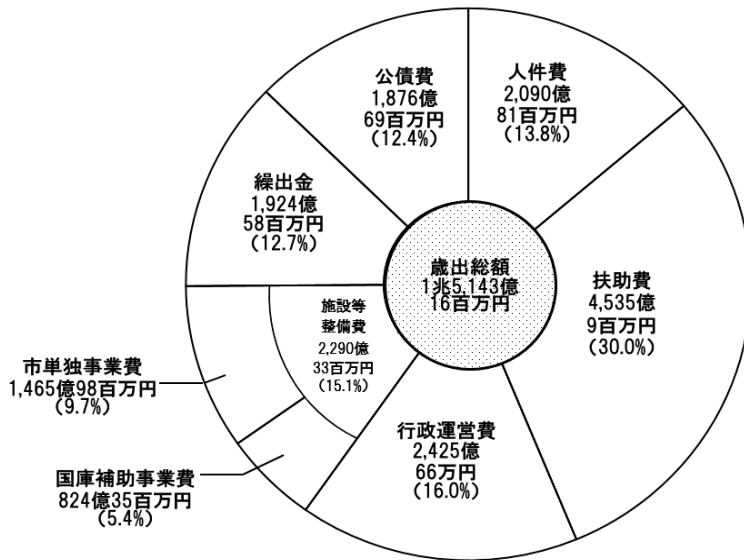 公債費
1,876億
69百万円
(12.4%)
人件費
2,090億
81百万円
(13.8%)
繰出金
1,924億
58百万円
(12.7%)
歳出総額
1兆5,143億
16百万円
扶助費
4,535億
9百万円
(30.0%)
施設等
整備費
2,290億
33百万円
(15.1%)
市単独事業費
1,465億98百万円
(9.7%)
行政運営費
2,425億
66万円
(16.0%)
国庫補助事業費
824億35百万円
(5.4%)